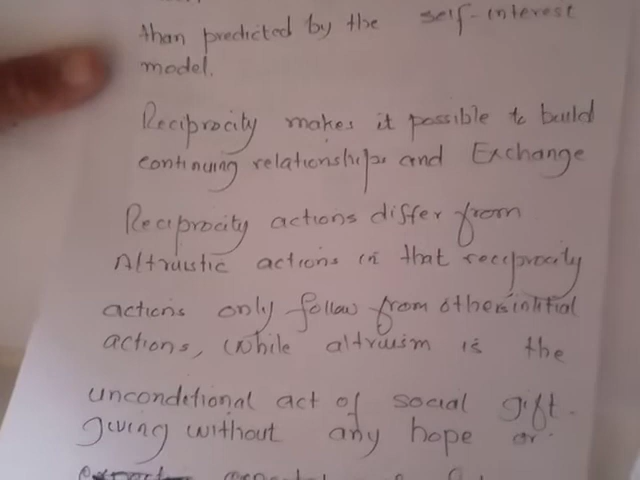 than predicted by the self-interest
model.
Reciprocity makes it possible to build
continuing relationships and Exchange
Reciprocity actions differ from
Altruistic actions in that reciprocity
actions only follow from others initial
actions, while altruism is the
unconditional act of social gift-
giving without any hope or